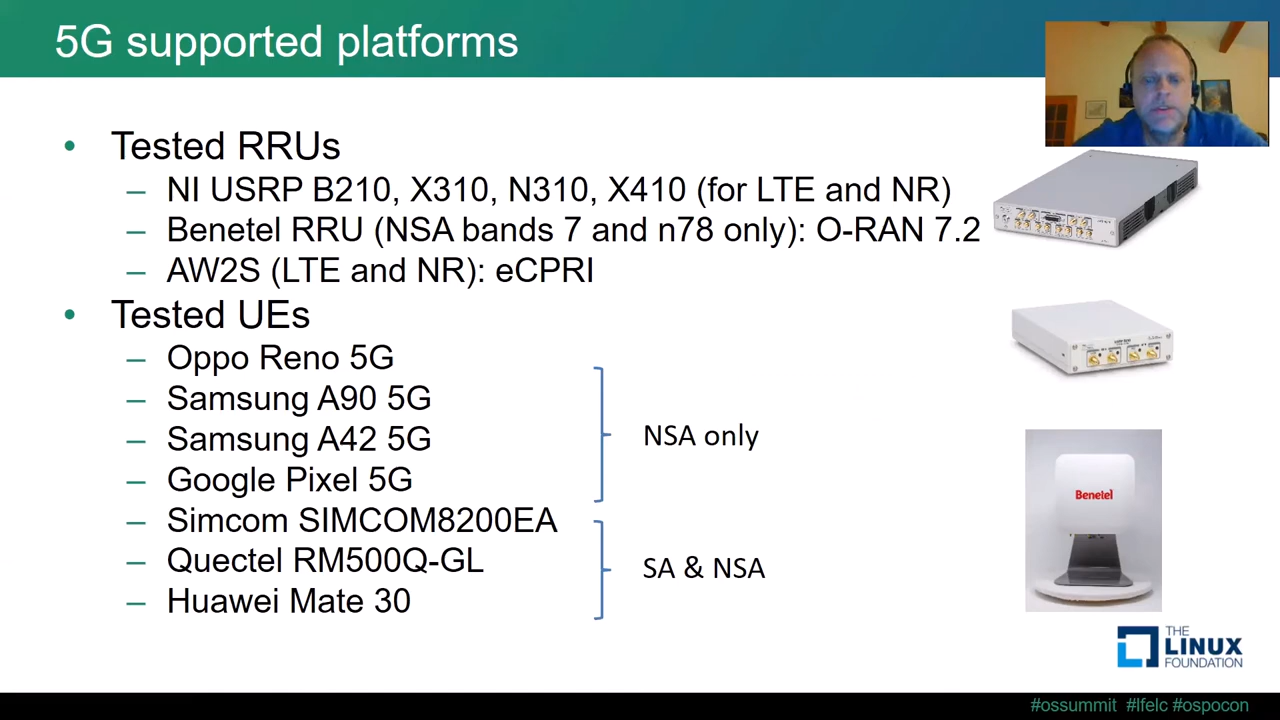 5G supported platforms
• Tested RRUs
– NI USRP B210, X310, N310, X410 (for LTE and NR)
– Benetel RRU (NSA bands 7 and n78 only): O-RAN 7.2
– AW2S (LTE and NR): eCPRI
• Tested UEs
– Oppo Reno 5G
– Samsung A90 5G
– Samsung A42 5G
– Google Pixel 5G
NSA only
– Simcom SIMCOM8200EA
– Quectel RM500Q-GL
– Huawei Mate 30
SA & NSA
Benetel
THE
LINUX
FOUNDATION
#ossummit #lfelc #ospocon